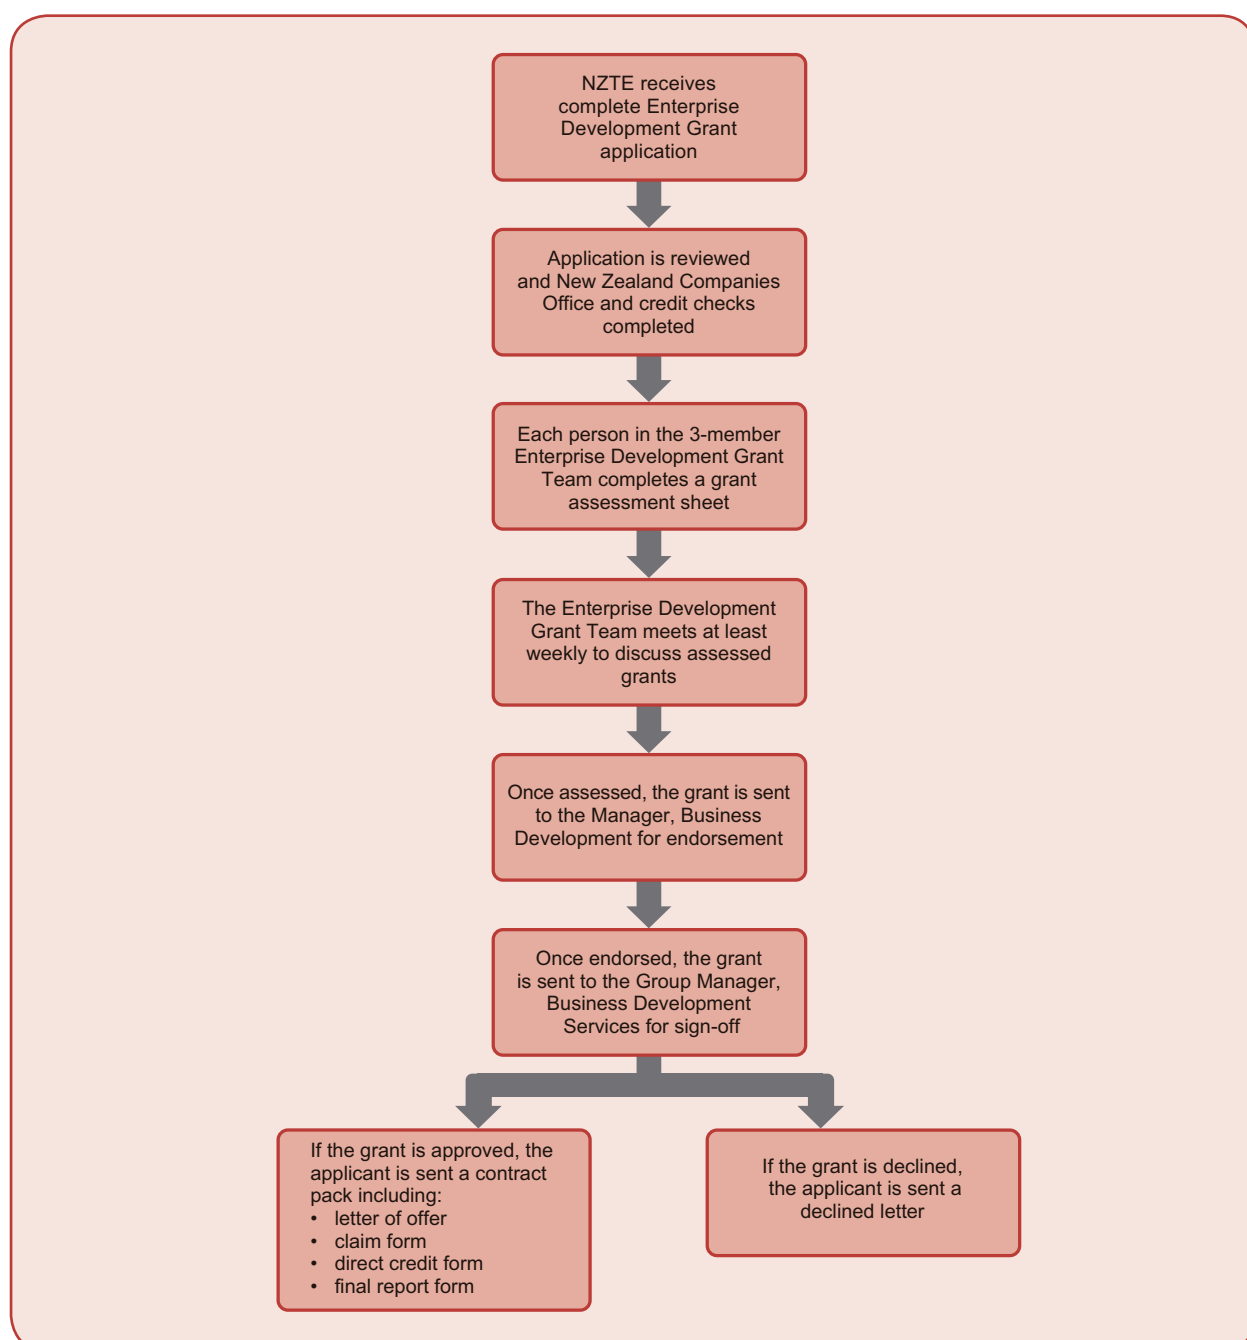 NZTE receives
complete Enterprise
Development Grant
application
Application is reviewed
and New Zealand Companies
Office and credit checks
completed
Each person in the 3-member
Enterprise Development Grant
Team completes a grant
assessment sheet
The Enterprise Development
Grant Team meets at least
weekly to discuss assessed
grants
Once assessed, the grant is sent
to the Manager, Business
Development for endorsement
Once endorsed, the grant
is sent to the Group Manager,
Business Development
Services for sign-off
If the grant is approved, the
applicant is sent a contract
pack including:
• letter of offer
• claim form
• direct credit form
• final report form
If the grant is declined,
the applicant is sent a
declined letter